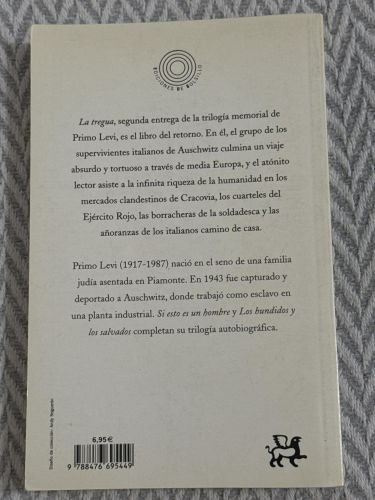 EDICIONES DE BOLSILLO
La tregua, segunda entrega de la trilogía memorial de
Primo Levi, es el libro del retorno. En él, el grupo de los
supervivientes italianos de Auschwitz culmina un viaje
absurdo y tortuoso a través de media Europa, y el atónito
lector asiste a la infinita riqueza de la humanidad en los
mercados clandestinos de Cracovia, los cuarteles del
Ejército Rojo, las borracheras de la soldadesca y las
añoranzas de los italianos camino de casa.
Primo Levi (1917-1987) nació en el seno de una familia
judía asentada en Piamonte. En 1943 fue capturado y
deportado a Auschwitz, donde trabajó como esclavo en
una planta industrial. Si esto es un hombre y Los hundidos y
los salvados completan su trilogía autobiográfica.
Diseño de colección: Andy Noguerón
6,95€
9 788476 695449